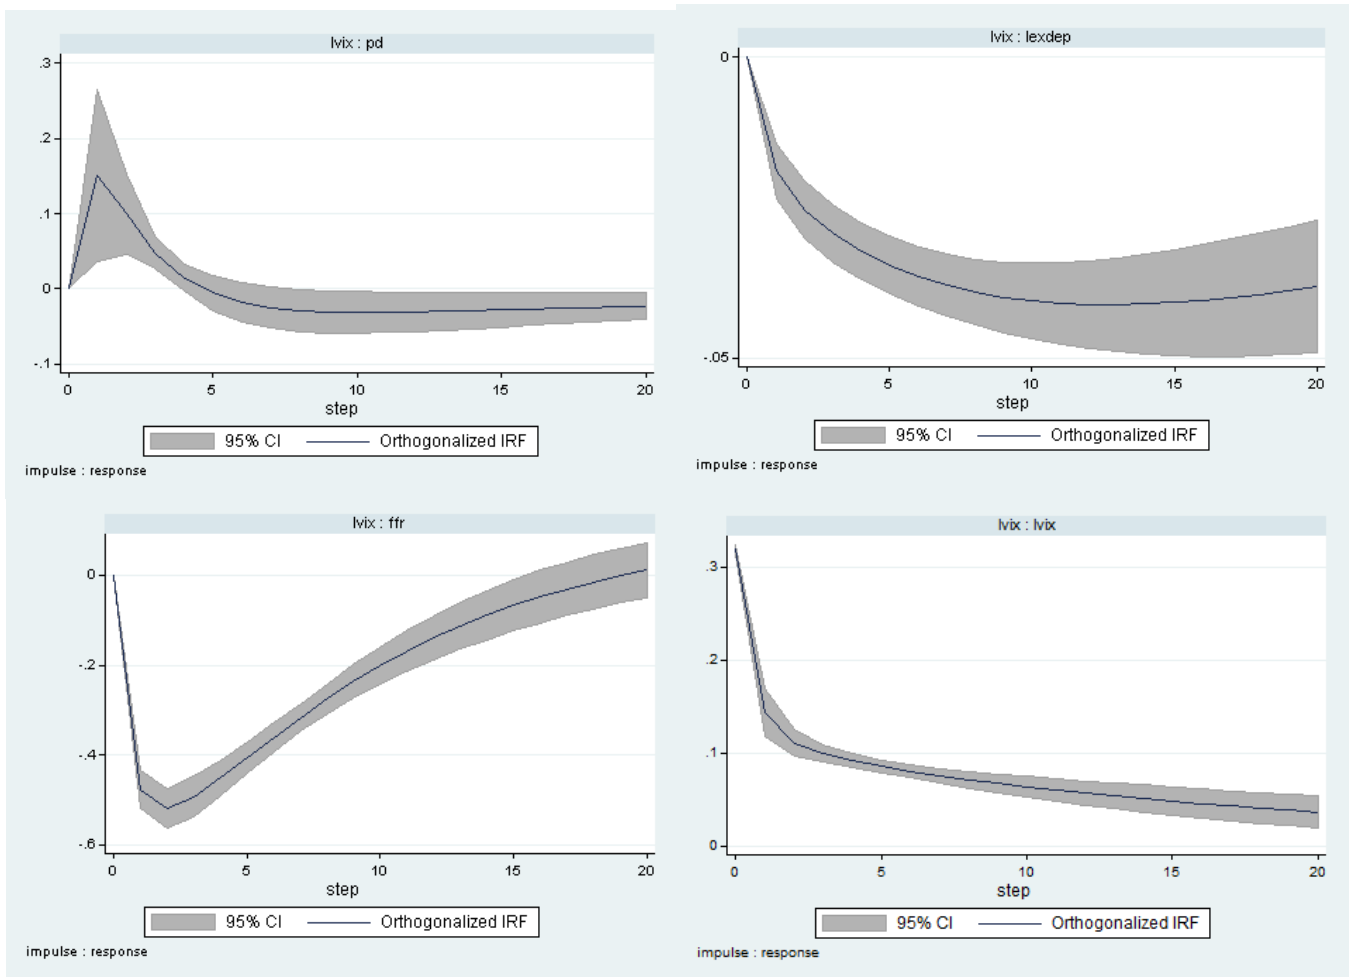 lvix : pd
.3
.2
.1
0
-.1
0 5 10 15 20
step
95% CI Orthogonalized IRF
impulse : response
lvix : lexdep
0
-.05
0 5 10 15 20
step
95% CI Orthogonalized IRF
impulse : response
lvix : ffr
0
-.2
-.4
-.6
0 5 10 15 20
step
95% CI Orthogonalized IRF
impulse : response
lvix : lvix
.3
.2
.1
0
0 5 10 15 20
step
95% CI Orthogonalized IRF
impulse : response